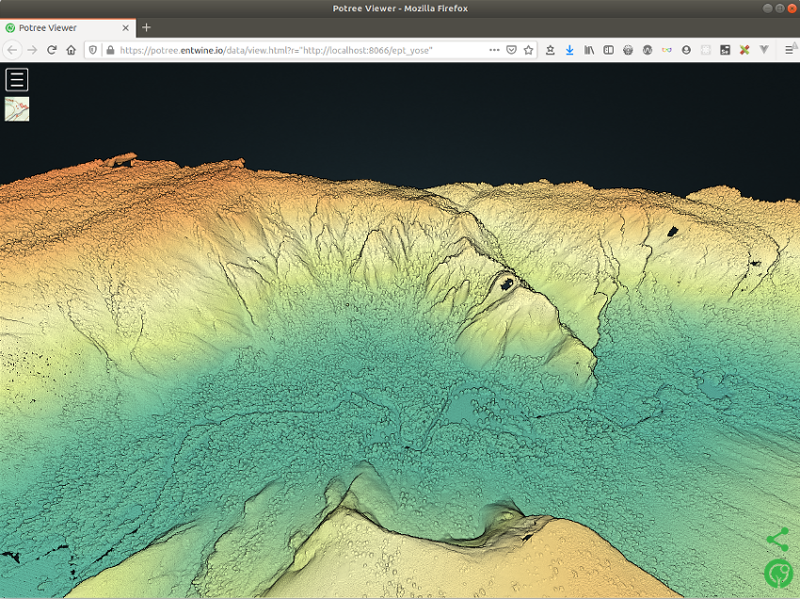 Potree Viewer - Mozilla Firefox
Potree Viewer
https://potree.entwine.io/data/view.html?r="http://localhost:8066/ept_yose"